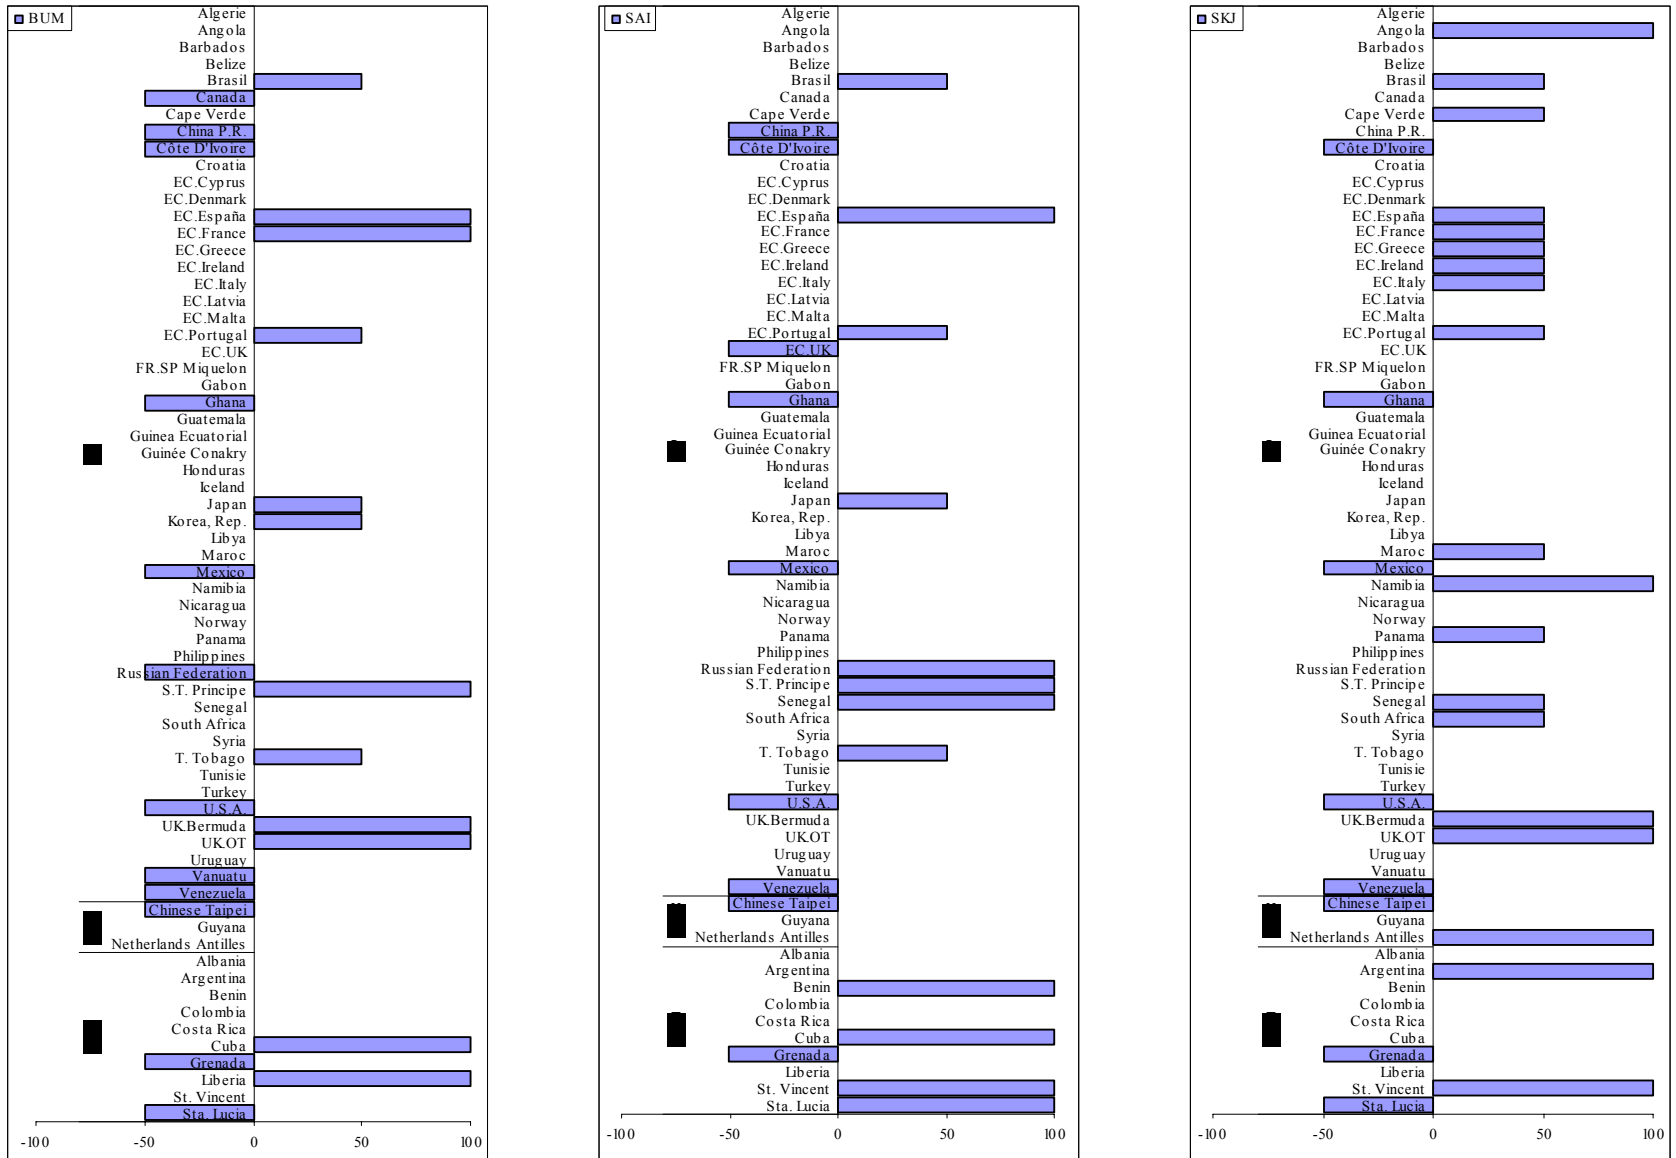 BUM
Algerie
Angola
Barbados
Belize
Brasil
Canada
Cape Verde
China P.R.
Côte D'Ivoire
Croatia
EC.Cyprus
EC.Denmark
EC.España
EC.France
EC.Greece
EC.Ireland
EC.Italy
EC.Latvia
EC.Malta
EC.Portugal
EC.UK
FR.SP Miquelon
Gabon
Ghana
Guatemala
Guinea Ecuatorial
Guinée Conakry
Honduras
Iceland
Japan
Korea, Rep.
Libya
Maroc
Mexico
Namibia
Nicaragua
Norway
Panama
Philippines
Russian Federation
S.T. Principe
Senegal
South Africa
Syria
T. Tobago
Tunisie
Turkey
U.S.A.
UK.Bermuda
UK.OT
Uruguay
Vanuatu
Venezuela
Chinese Taipei
Guyana
Netherlands Antilles
Albania
Argentina
Benin
Colombia
Costa Rica
Cuba
Grenada
Liberia
St. Vincent
Sta. Lucia
-100 -50 0 50 100
SAI
Algerie
Angola
Barbados
Belize
Brasil
Canada
Cape Verde
China P.R.
Côte D'Ivoire
Croatia
EC.Cyprus
EC.Denmark
EC.España
EC.France
EC.Greece
EC.Ireland
EC.Italy
EC.Latvia
EC.Malta
EC.Portugal
EC.UK
FR.SP Miquelon
Gabon
Ghana
Guatemala
Guinea Ecuatorial
Guinée Conakry
Honduras
Iceland
Japan
Korea, Rep.
Libya
Maroc
Mexico
Namibia
Nicaragua
Norway
Panama
Philippines
Russian Federation
S.T. Principe
Senegal
South Africa
Syria
T. Tobago
Tunisie
Turkey
U.S.A.
UK.Bermuda
UK.OT
Uruguay
Vanuatu
Venezuela
Chinese Taipei
Guyana
Netherlands Antilles
Albania
Argentina
Benin
Colombia
Costa Rica
Cuba
Grenada
Liberia
St. Vincent
Sta. Lucia
-100 -50 0 50 100
SKJ
Algerie
Angola
Barbados
Belize
Brasil
Canada
Cape Verde
China P.R.
Côte D'Ivoire
Croatia
EC.Cyprus
EC.Denmark
EC.España
EC.France
EC.Greece
EC.Ireland
EC.Italy
EC.Latvia
EC.Malta
EC.Portugal
EC.UK
FR.SP Miquelon
Gabon
Ghana
Guatemala
Guinea Ecuatorial
Guinée Conakry
Honduras
Iceland
Japan
Korea, Rep.
Libya
Maroc
Mexico
Namibia
Nicaragua
Norway
Panama
Philippines
Russian Federation
S.T. Principe
Senegal
South Africa
Syria
T. Tobago
Tunisie
Turkey
U.S.A.
UK.Bermuda
UK.OT
Uruguay
Vanuatu
Venezuela
Chinese Taipei
Guyana
Netherlands Antilles
Albania
Argentina
Benin
Colombia
Costa Rica
Cuba
Grenada
Liberia
St. Vincent
Sta. Lucia
-100 -50 0 50 100